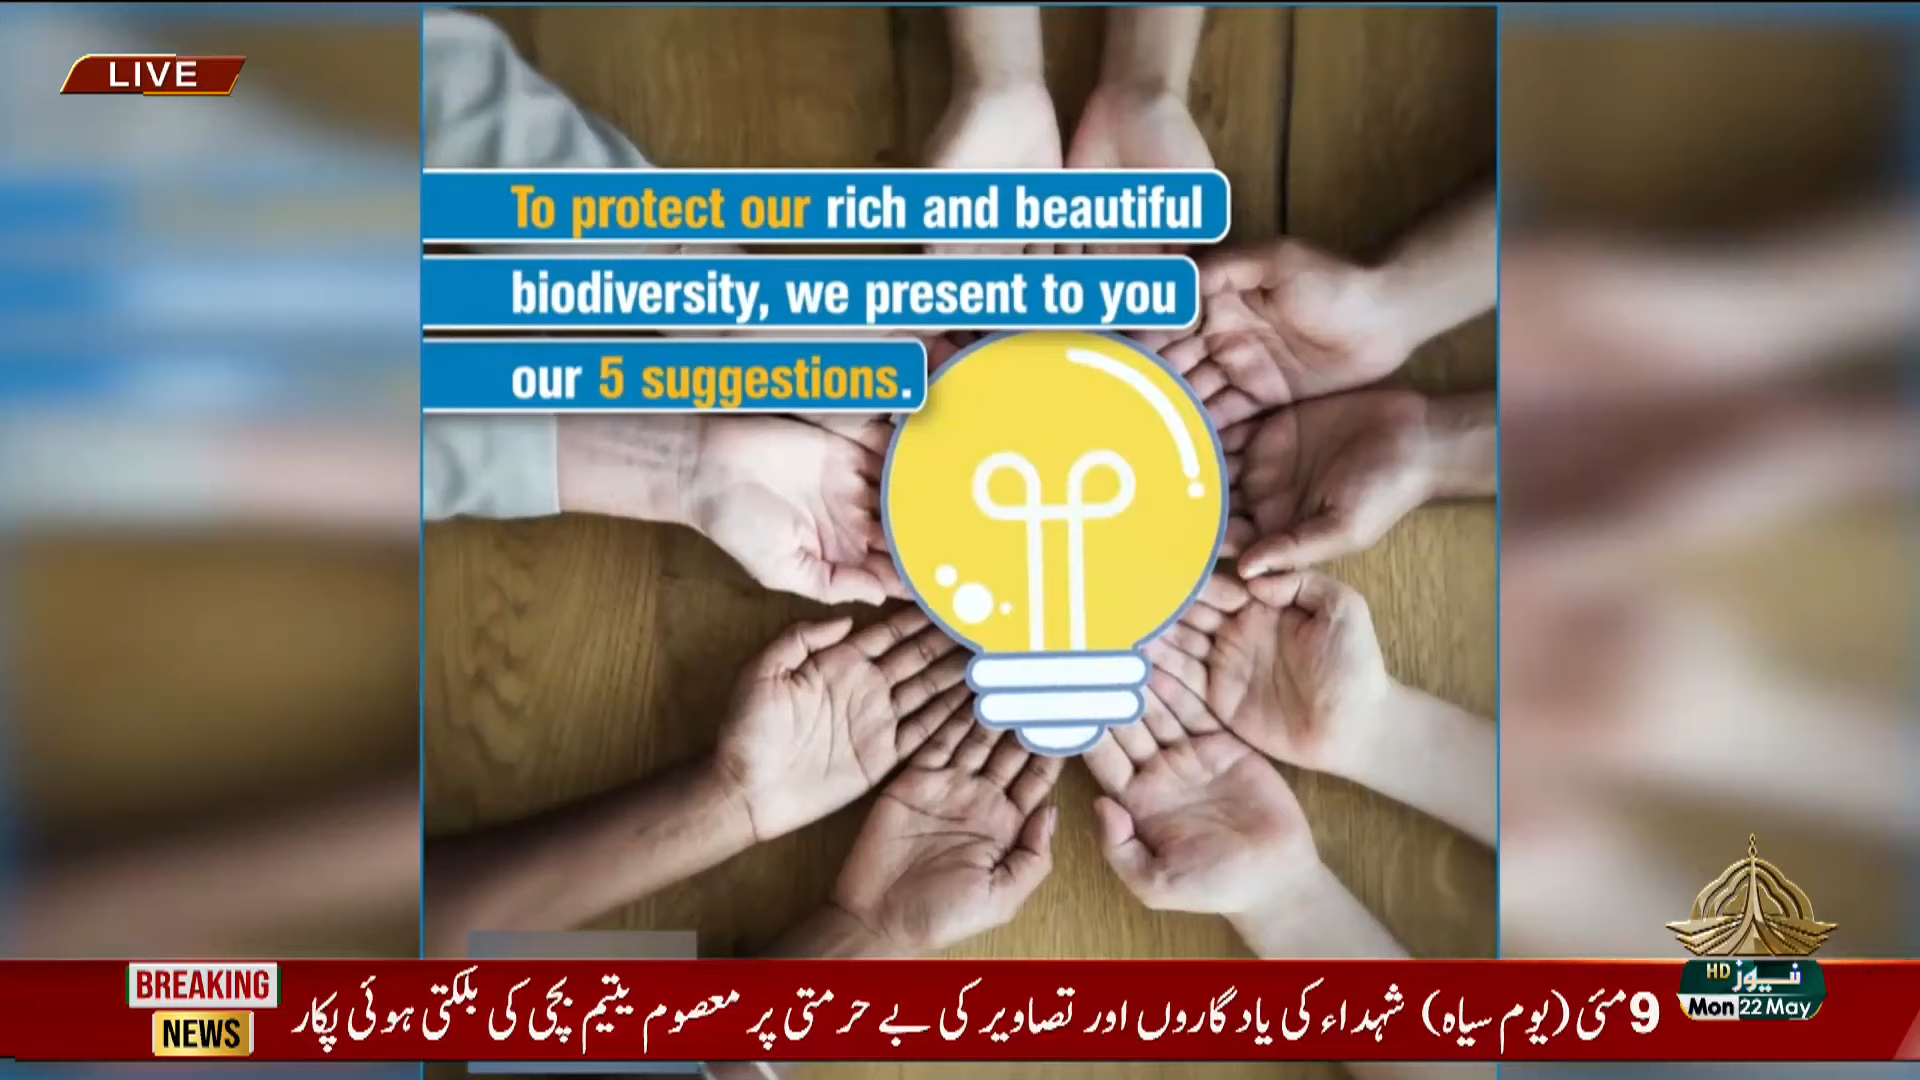 LIVE
To protect our rich and beautiful
biodiversity, we present to you
our 5 suggestions.
HD نیوز
Mon 22 May
BREAKING
NEWS
9 مئی (یوم سیاہ) شہداء کی یادگاروں اور تصاویر کی بے حرمتی پر معصوم یتیم بچی کی بلکتی ہوئی پکار